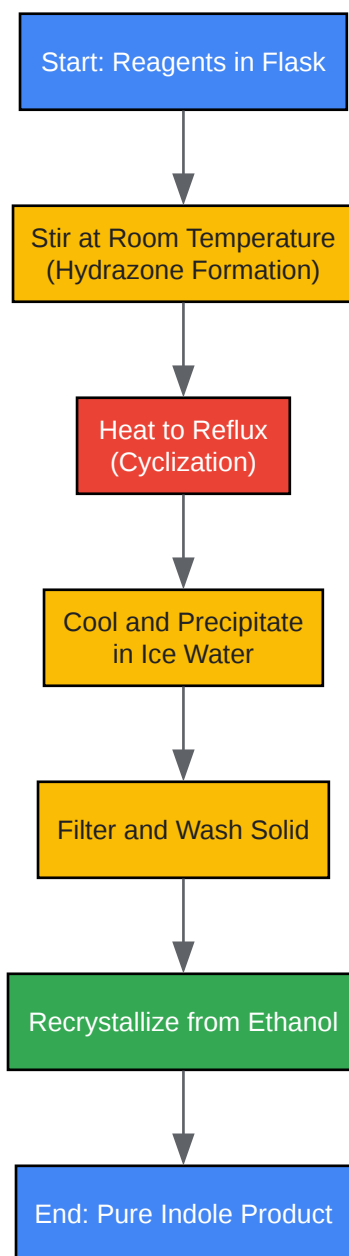 Start: Reagents in Flask
Stir at Room Temperature
(Hydrazone Formation)
Heat to Reflux
(Cyclization)
Cool and Precipitate
in Ice Water
Filter and Wash Solid
Recrystallize from Ethanol
End: Pure Indole Product